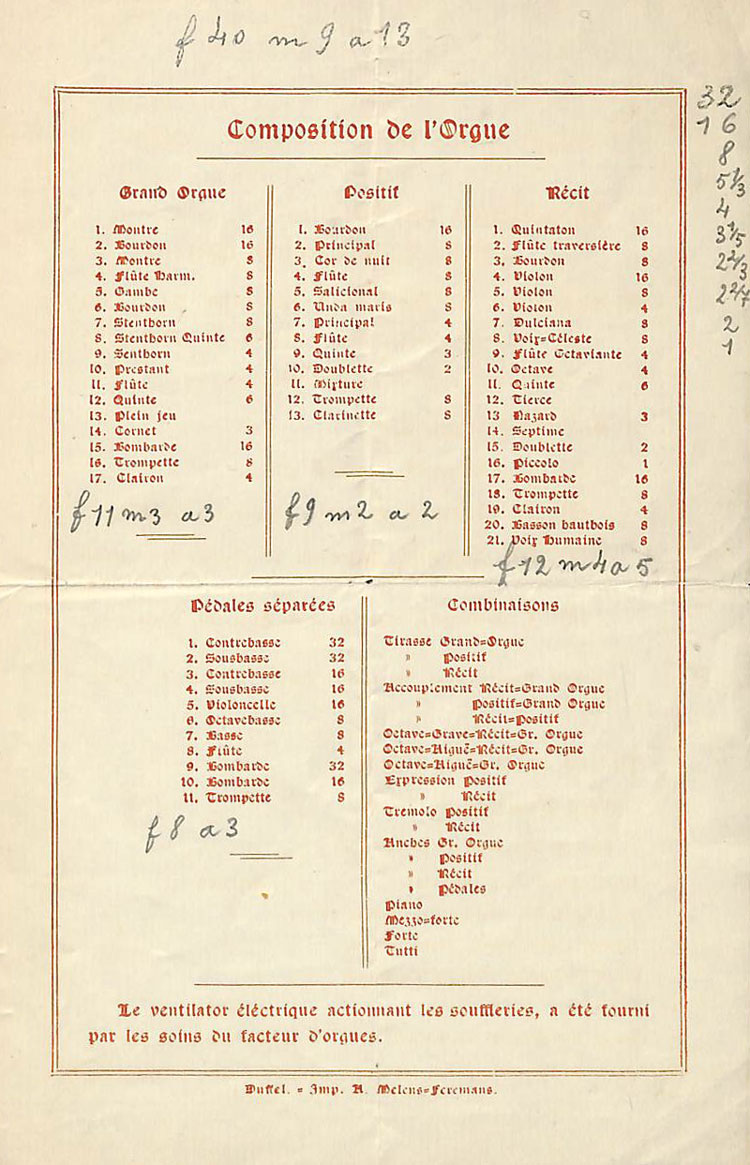 f 40 m 9 a 13
32
16
8
5 1/3
4
3 1/5
2 2/3
2 2/7
2
1
Composition de l'Orgue
Grand Orgue
1. Montre 16
2. Bourdon 16
3. Montre 8
4. Flûte Harm. 8
5. Gambe 8
6. Bourdon 8
7. Stenthorn 8
8. Stenthorn Quinte 6
9. Senthorn 4
10. Prestant 4
11. Flûte 4
12. Quinte 6
13. Plein jeu
14. Cornet 3
15. Bombarde 16
16. Trompette 8
17. Clairon 4
f 11 m 3 a 3
Positif
1. Bourdon 16
2. Principal 8
3. Cor de nuit 8
4. Flûte 8
5. Salicional 8
6. Unda maris 8
7. Principal 4
8. Flûte 4
9. Quinte 3
10. Doublette 2
11. Mixture
12. Trompette 8
13. Clarinette 8
f 9 m 2 a 2
Récit
1. Quintaton 16
2. Flûte traversière 8
3. Bourdon 8
4. Violon 16
5. Violon 8
6. Violon 4
7. Dulciana 8
8. Voix=Céleste 8
9. Flûte Octaviante 4
10. Octave 4
11. Quinte 6
12. Tierce
13 Nazard 3
14. Septime
15. Doublette 2
16. Piccolo 1
17. Bombarde 16
18. Trompette 8
19. Clairon 4
20. Basson hautbois 8
21. Voix Humaine 8
f 12 m 4 a 5
Pédales séparées
1. Contrebasse 32
2. Sousbasse 32
3. Contrebasse 16
4. Sousbasse 16
5. Violoncelle 16
6. Octavebasse 8
7. Basse 8
8. Flûte 4
9. Bombarde 32
10. Bombarde 16
11. Trompette 8
f 8 a 3
Combinaisons
Tirasse Grand=Orgue
» Positif
» Récit
Accouplement Récit=Grand Orgue
» Positif=Grand Orgue
» Récit=Positif
Octave=Grave=Récit=Gr. Orgue
Octave=Aiguë=Récit=Gr. Orgue
Octave=Aiguë=Gr. Orgue
Expression Positif
» Récit
Tremolo Positif
» Récit
Anches Gr. Orgue
» Positif
» Récit
» Pédales
Piano
Mezzo=forte
Forte
Tutti
Le ventilator éléctrique actionnant les souffleries, a été fourni
par les soins du facteur d'orgues.
Duffel. = Imp. A. Melens=Feremans.